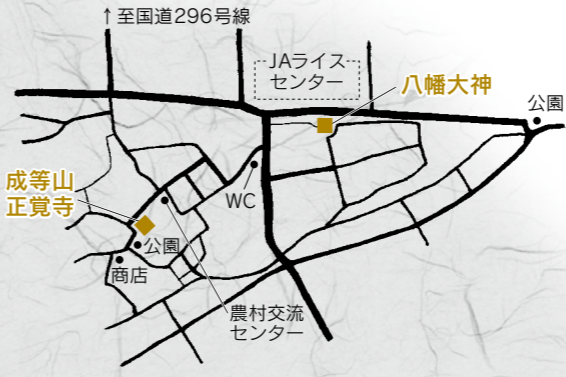 ↑至国道296号線
JAライス
センター
八幡大神
公園
成等山
正覚寺
WC
公園
商店
農村交流
センター